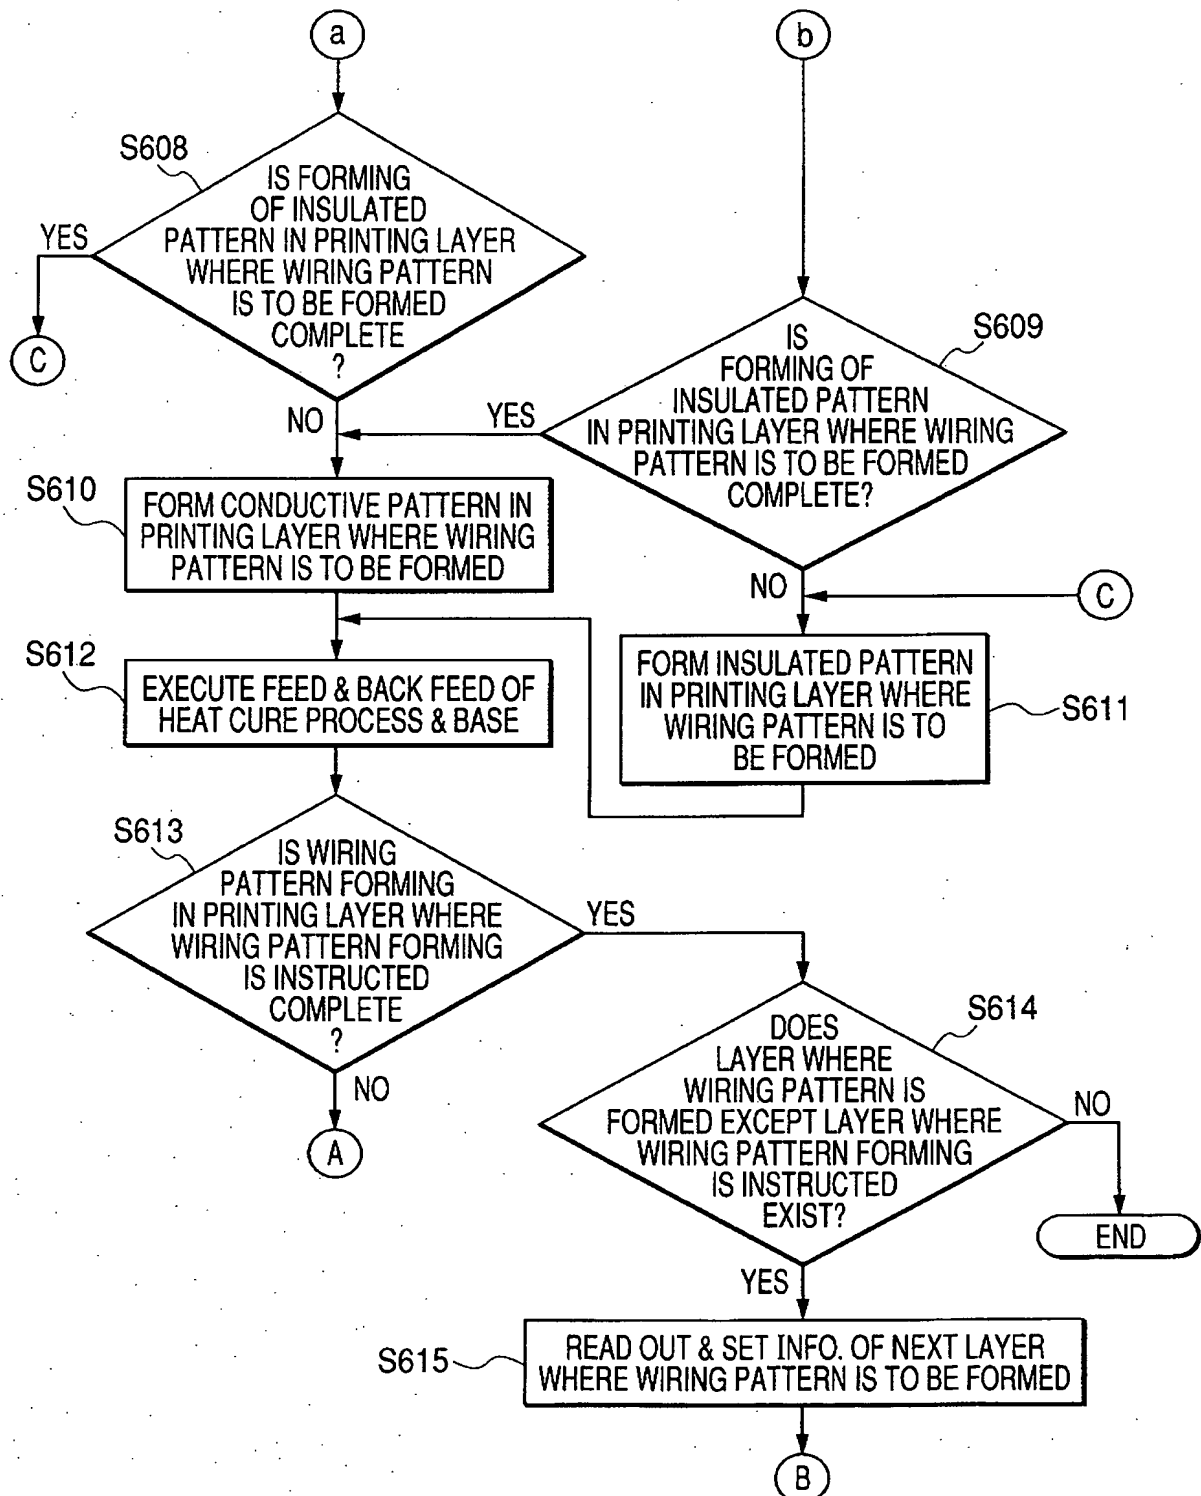 a
b
S608
IS FORMING
OF INSULATED
PATTERN IN PRINTING LAYER
WHERE WIRING PATTERN
IS TO BE FORMED
COMPLETE
?
YES
C
NO
S609
IS
FORMING OF
INSULATED PATTERN
IN PRINTING LAYER WHERE WIRING
PATTERN IS TO BE FORMED
COMPLETE?
YES
NO
C
S610
FORM CONDUCTIVE PATTERN IN
PRINTING LAYER WHERE WIRING
PATTERN IS TO BE FORMED
S611
FORM INSULATED PATTERN
IN PRINTING LAYER WHERE
WIRING PATTERN IS TO
BE FORMED
S612
EXECUTE FEED & BACK FEED OF
HEAT CURE PROCESS & BASE
S613
IS WIRING
PATTERN FORMING
IN PRINTING LAYER WHERE
WIRING PATTERN FORMING
IS INSTRUCTED
COMPLETE
?
YES
NO
A
S614
DOES
LAYER WHERE
WIRING PATTERN IS
FORMED EXCEPT LAYER WHERE
WIRING PATTERN FORMING
IS INSTRUCTED
EXIST?
NO
END
YES
S615
READ OUT & SET INFO. OF NEXT LAYER
WHERE WIRING PATTERN IS TO BE FORMED
B